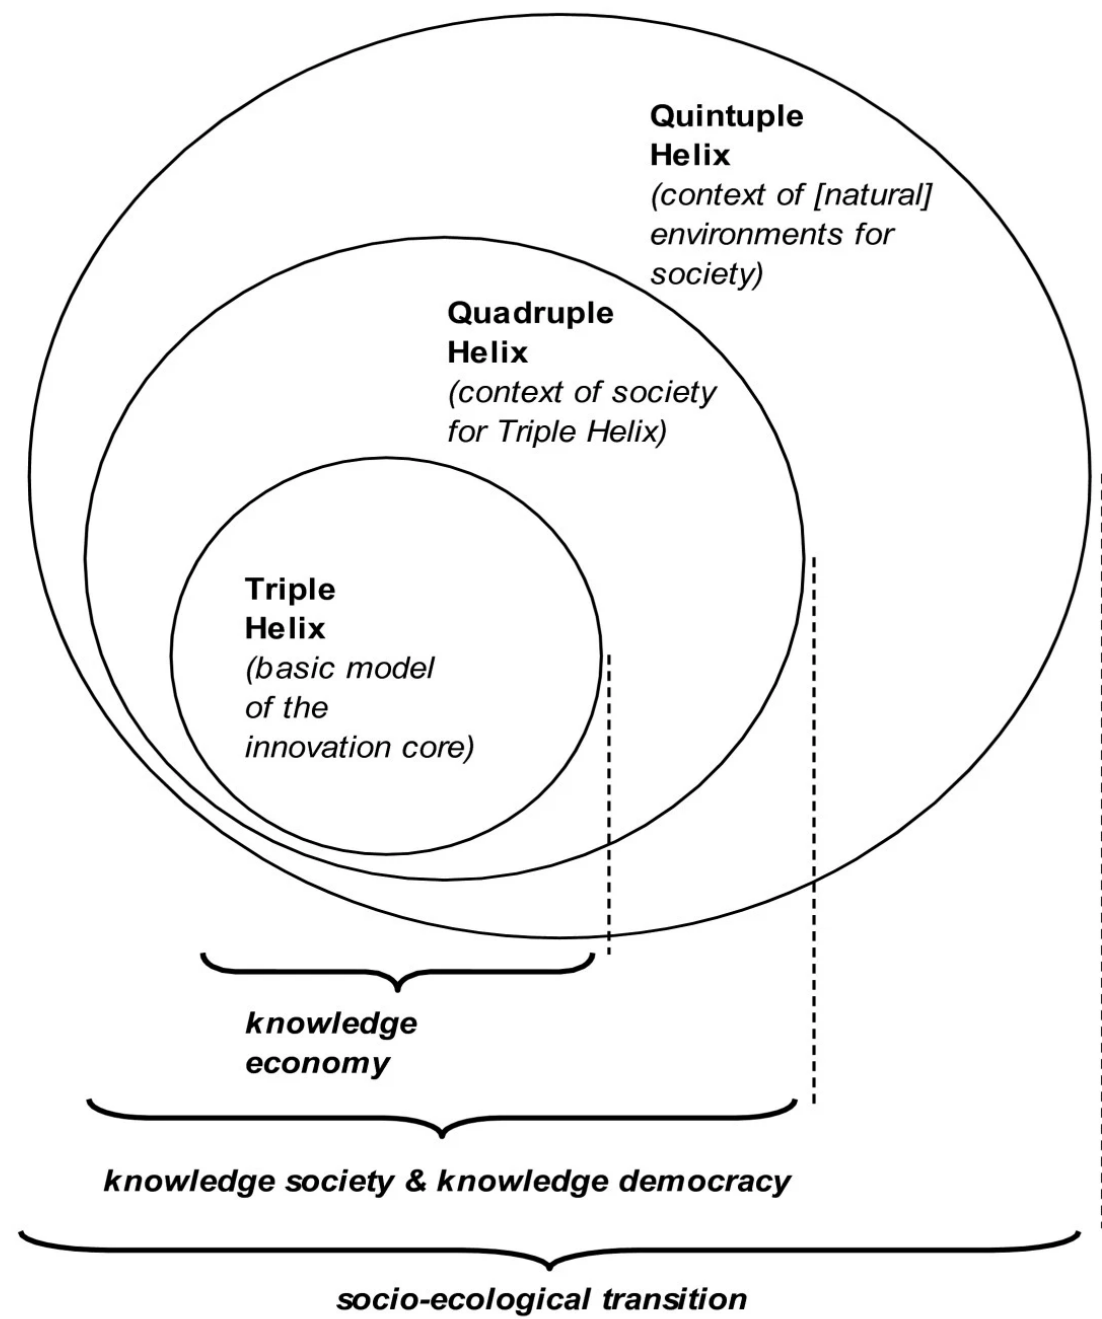 Quintuple
Helix
(context of [natural]
environments for
society)
Quadruple
Helix
(context of society
for Triple Helix)
Triple
Helix
(basic model
of the
innovation core)
knowledge
economy
knowledge society & knowledge democracy
socio-ecological transition